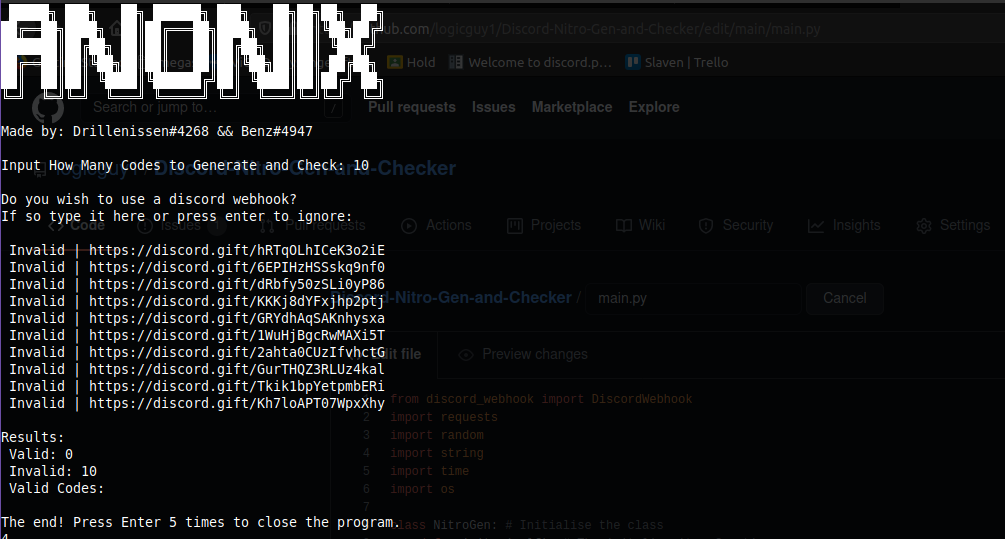 ANONIX
ub.com/logicguy1/Discord-Nitro-Gen-and-Checker/edit/main/main.py
Hold
Welcome to discord.p…
Slaven | Trello
Search or jump to…
/
Pull requests
Issues
Marketplace
Explore
Made by: Drillenissen#4268 && Benz#4947
Input How Many Codes to Generate and Check: 10
logicguy1 / Discord-Nitro-Gen-and-Checker
Do you wish to use a discord webhook?
If so type it here or press enter to ignore:
Code
Issues
1
Pull requests
Actions
Projects
Wiki
Security
Insights
Settings
Invalid | https://discord.gift/hRTqOLhICeK3o2iE
Invalid | https://discord.gift/6EPIHzHSSskq9nf0
Invalid | https://discord.gift/dRbfy50zSLi0yP86
Invalid | https://discord.gift/KKKj8dYFxjhp2ptj
-Nitro-Gen-and-Checker /
main.py
Cancel
Invalid | https://discord.gift/GRYdhAqSAKnhysxa
Invalid | https://discord.gift/1WuHjBgcRwMAXi5T
Invalid | https://discord.gift/2ahta0CUzIfvhctG
dit file
Preview changes
Invalid | https://discord.gift/GurTHQZ3RLUz4kal
Invalid | https://discord.gift/Tkik1bpYetpmbERi
Invalid | https://discord.gift/Kh7loAPT07WpxXhy
from discord_webhook import DiscordWebhook
2 import requests
3 import random
4 import string
5 import time
6 import os
7
class NitroGen: # Initialise the class
Results:
Valid: 0
Invalid: 10
Valid Codes:
The end! Press Enter 5 times to close the program.
4